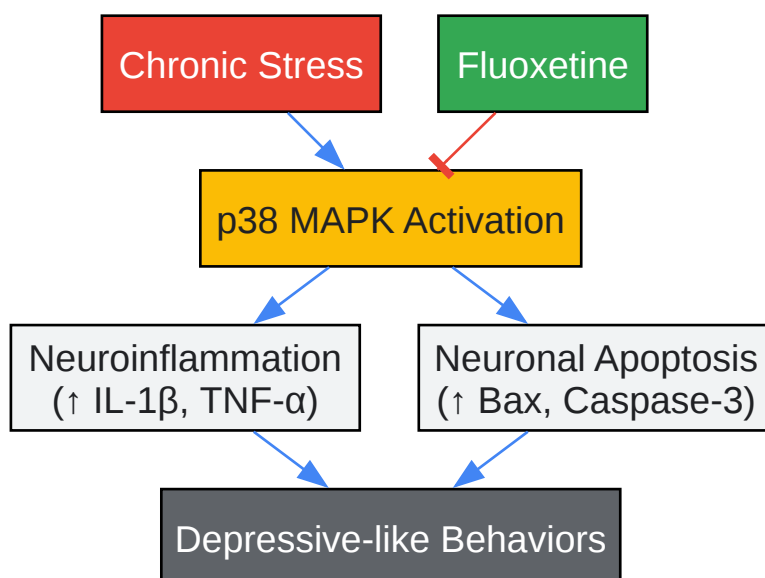 Chronic Stress
Fluoxetine
p38 MAPK Activation
Neuroinflammation
(↑ IL-1β, TNF-α)
Neuronal Apoptosis
(↑ Bax, Caspase-3)
Depressive-like Behaviors